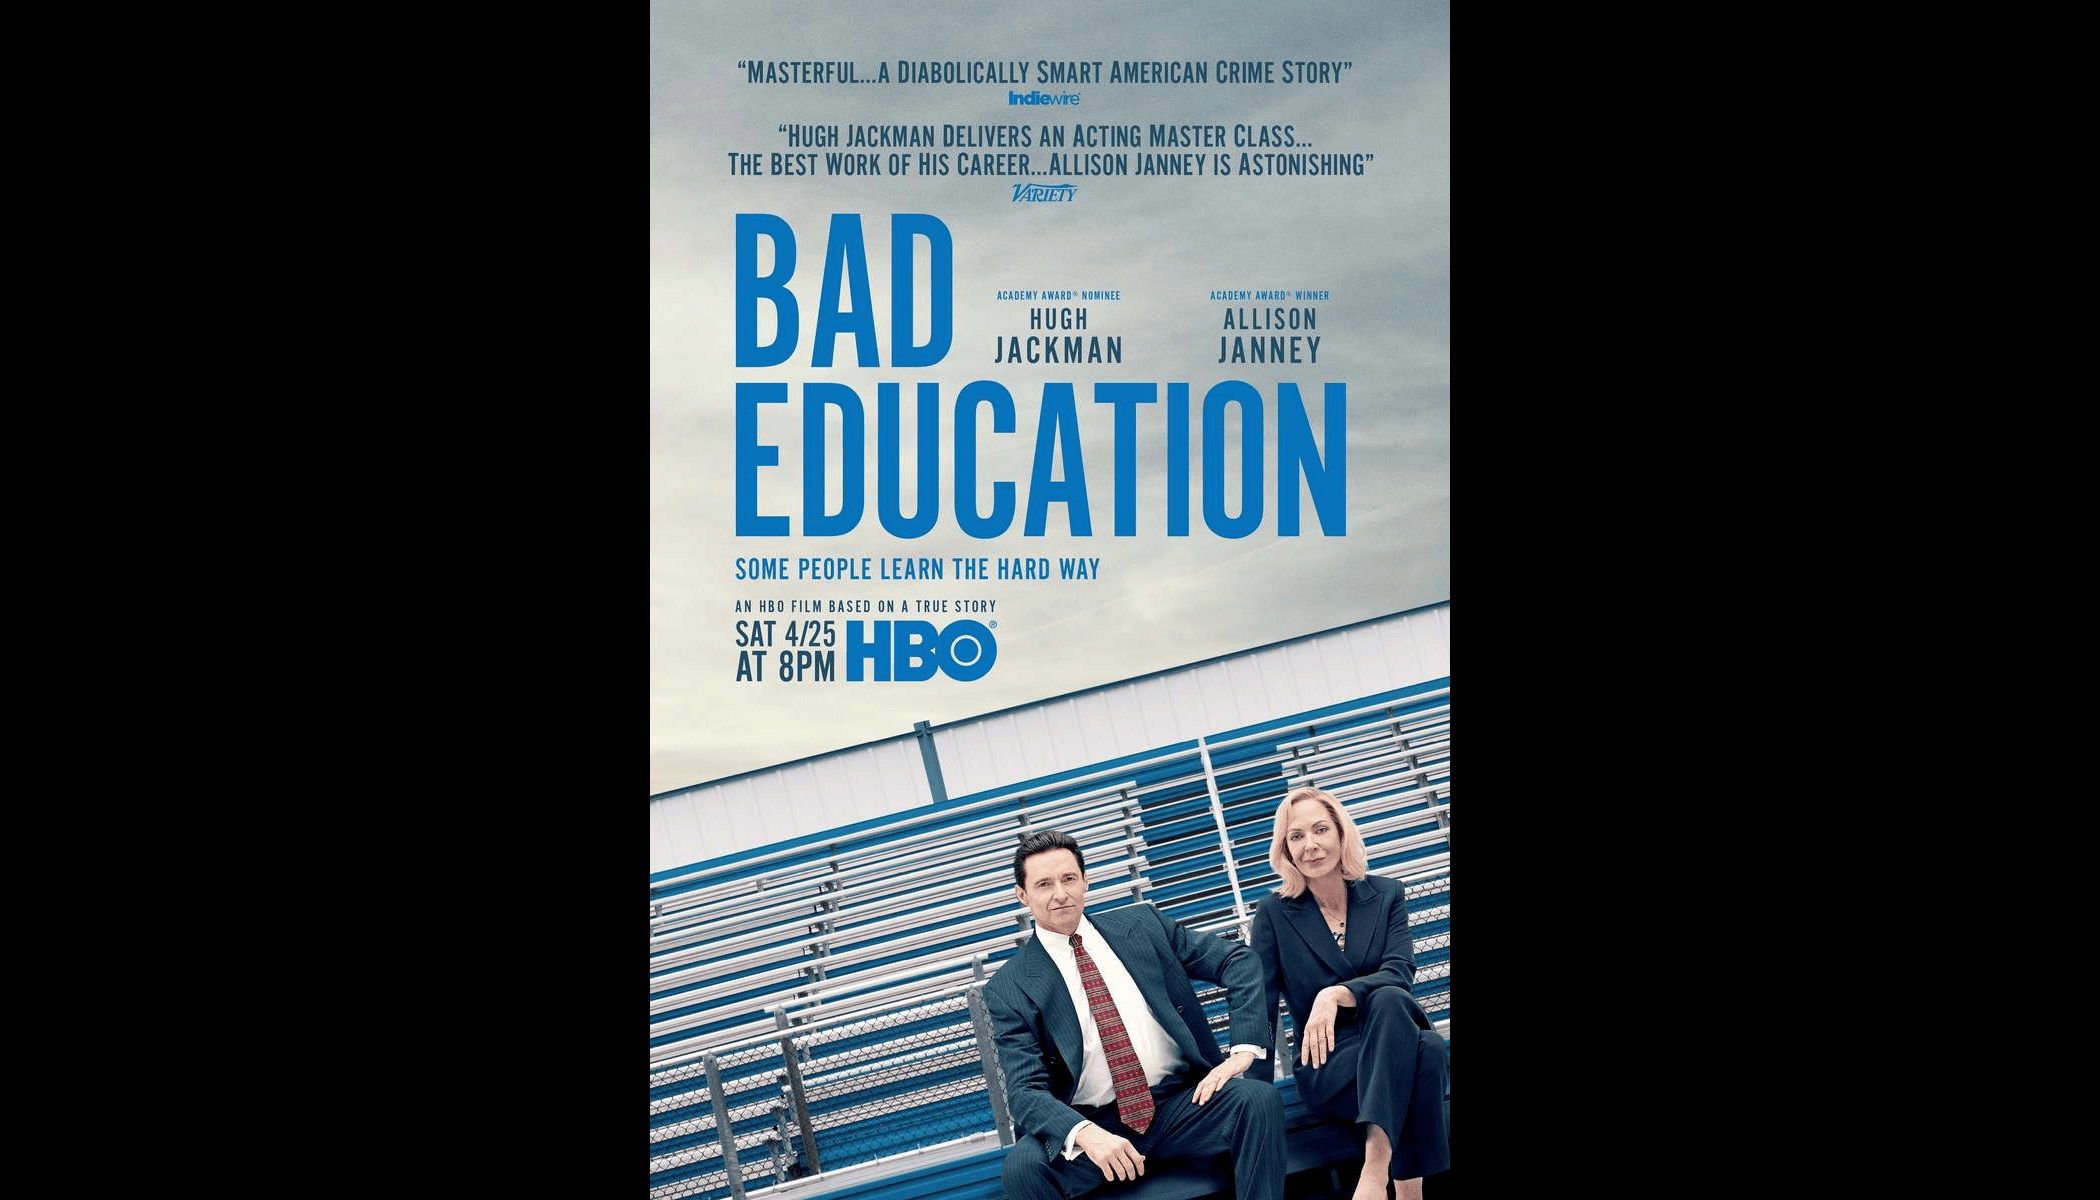 “MASTERFUL...A DIABOLICALLY SMART AMERICAN CRIME STORY”
Indiewire
“HUGH JACKMAN DELIVERS AN ACTING MASTER CLASS...
THE BEST WORK OF HIS CAREER...ALLISON JANNEY IS ASTONISHING”
VARIETY
BAD
ACADEMY AWARD® NOMINEE
HUGH
JACKMAN
ACADEMY AWARD® WINNER
ALLISON
JANNEY
EDUCATION
SOME PEOPLE LEARN THE HARD WAY
AN HBO FILM BASED ON A TRUE STORY
SAT 4/25
AT 8PM
HBO®